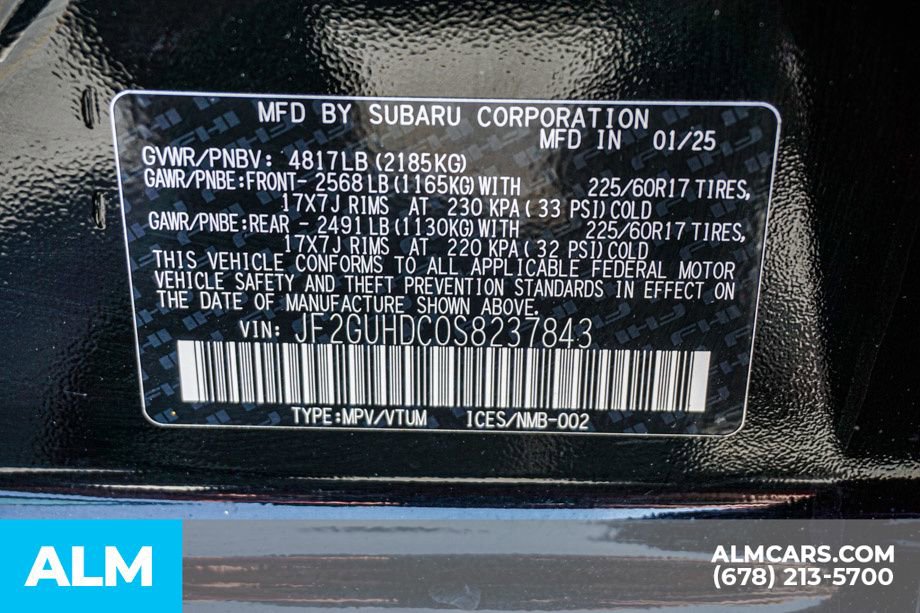 MFD BY SUBARU CORPORATION
MFD IN 01/25
GVWR/PNBV: 4817LB (2185KG)
GAWR/PNBE:FRONT- 2568LB (1165KG) WITH 225/60R17 TIRES,
17X7J RIMS AT 230 KPA ( 33 PSI) COLD
GAWR/PNBE:REAR - 2491LB (1130KG) WITH 225/60R17 TIRES,
17X7J RIMS AT 220 KPA ( 32 PSI) COLD
THIS VEHICLE CONFORMS TO ALL APPLICABLE FEDERAL MOTOR
VEHICLE SAFETY AND THEFT PREVENTION STANDARDS IN EFFECT ON
THE DATE OF MANUFACTURE SHOWN ABOVE.
VIN: JF2GUHDC0S8237843
TYPE:MPV/VTUM ICES/NMB-002
ALM
ALMCARS.COM
(678) 213-5700